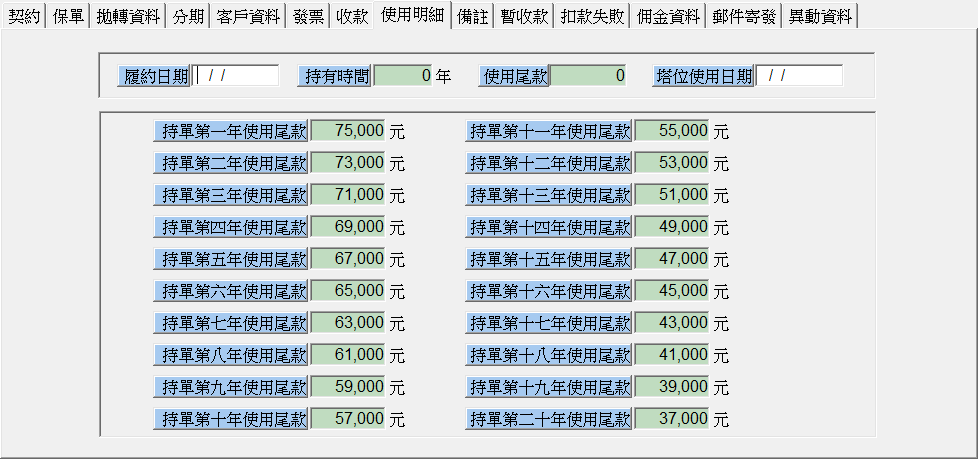 契約 保單 拋轉資料 分期 客戶資料 發票 收款 使用明細 備註 暫收款 扣款失敗 佣金資料 郵件寄發 異動資料
履約日期 / / 持有時間 0 年 使用尾款 0 塔位使用日期 / /
持單第一年使用尾款 75,000 元 持單第十一年使用尾款 55,000 元
持單第二年使用尾款 73,000 元 持單第十二年使用尾款 53,000 元
持單第三年使用尾款 71,000 元 持單第十三年使用尾款 51,000 元
持單第四年使用尾款 69,000 元 持單第十四年使用尾款 49,000 元
持單第五年使用尾款 67,000 元 持單第十五年使用尾款 47,000 元
持單第六年使用尾款 65,000 元 持單第十六年使用尾款 45,000 元
持單第七年使用尾款 63,000 元 持單第十七年使用尾款 43,000 元
持單第八年使用尾款 61,000 元 持單第十八年使用尾款 41,000 元
持單第九年使用尾款 59,000 元 持單第十九年使用尾款 39,000 元
持單第十年使用尾款 57,000 元 持單第二十年使用尾款 37,000 元